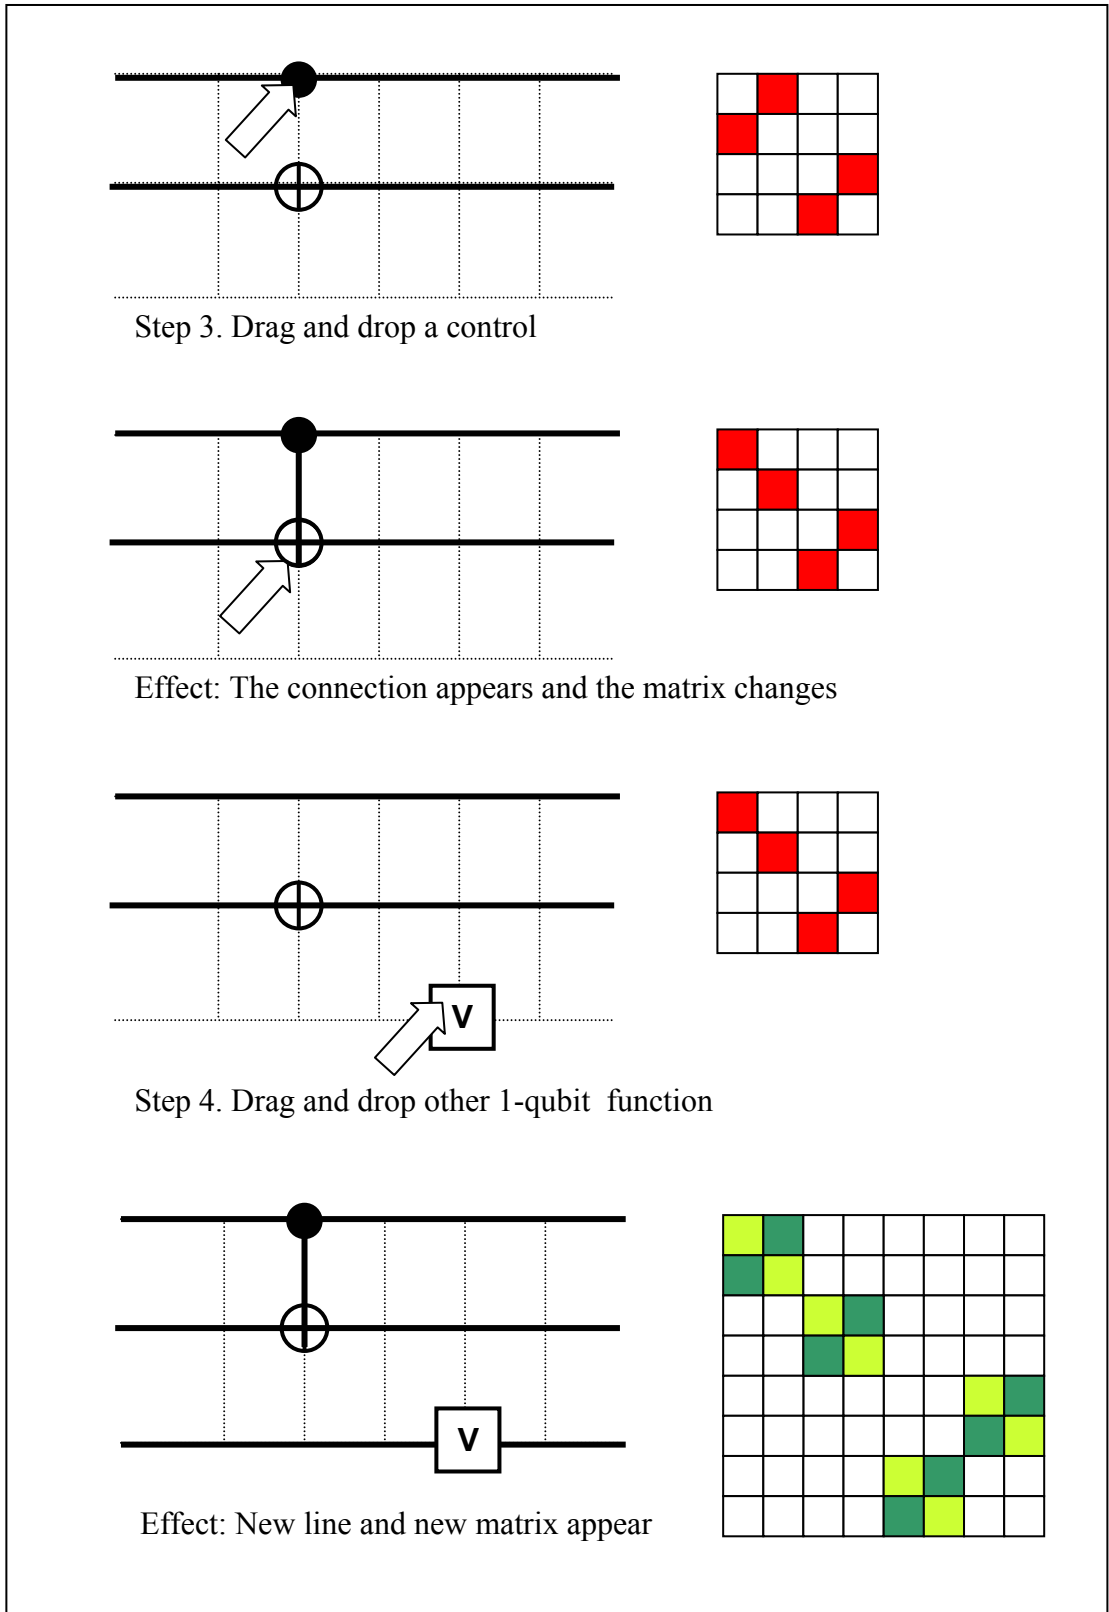 Step 3. Drag and drop a control
Effect: The connection appears and the matrix changes
V
Step 4. Drag and drop other 1-qubit function
V
Effect: New line and new matrix appear